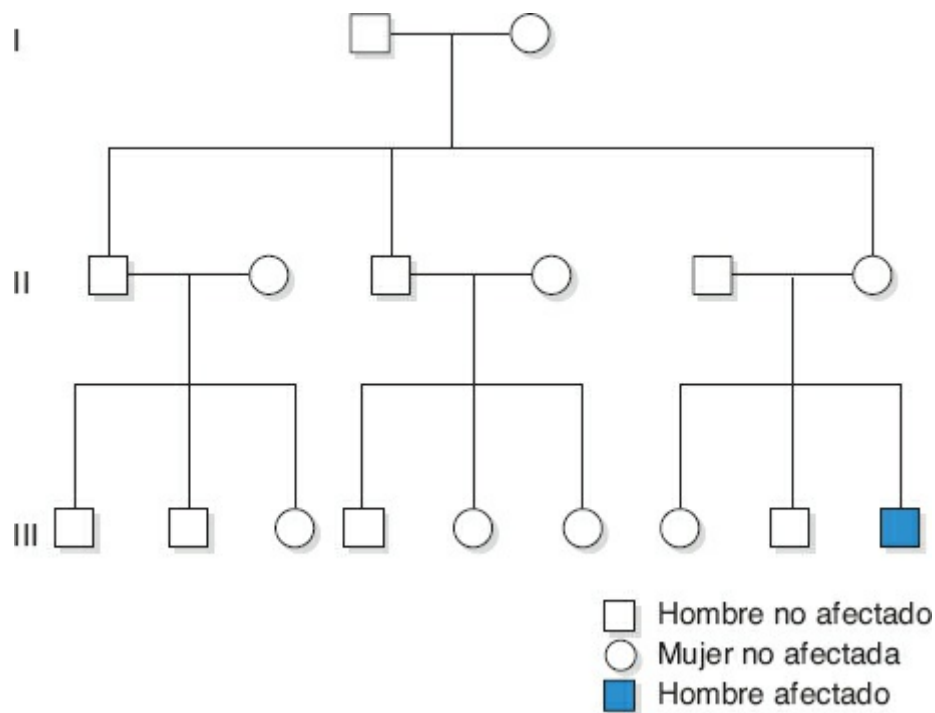 I
II
III
Hombre no afectado
Mujer no afectada
Hombre afectado